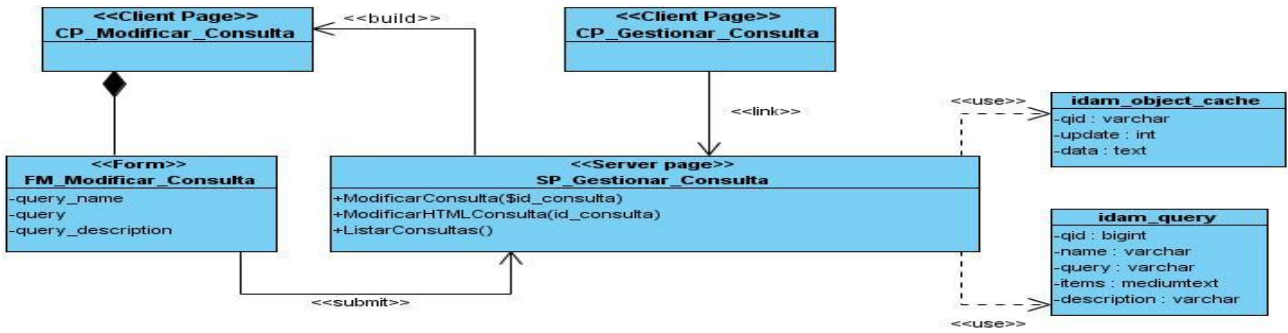 <<Client Page>>
CP_Modificar_Consulta
<<build>>
<<Client Page>>
CP_Gestionar_Consulta
<<link>>
<<use>>
idam_object_cache
-qid : varchar
-update : int
-data : text
<<Form>>
FM_Modificar_Consulta
-query_name
-query
-query_description
<<Server page>>
SP_Gestionar_Consulta
+ModificarConsulta($id_consulta)
+ModificarHTMLConsulta(id_consulta)
+ListarConsultas()
idam_query
-qid : bigint
-name : varchar
-query : varchar
-items : mediumtext
-description : varchar
<<submit>>
<<use>>